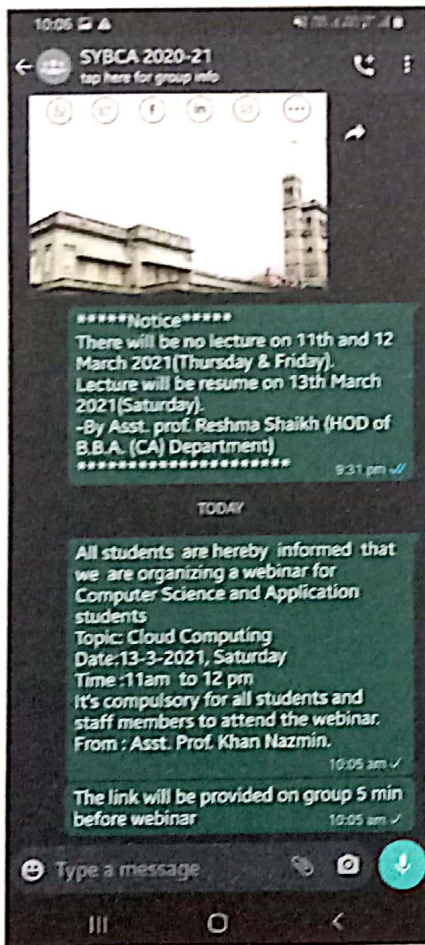 10:06
SYBCA 2020-21
tap here for group info
f
in
*****Notice*****
There will be no lecture on 11th and 12
March 2021(Thursday & Friday).
Lecture will be resume on 13th March
2021(Saturday).
-By Asst. prof. Reshma Shaikh (HOD of
B.B.A. (CA) Department)
**********************
9:31 pm
TODAY
All students are hereby informed that
we are organizing a webinar for
Computer Science and Application
students
Topic: Cloud Computing
Date:13-3-2021, Saturday
Time :11am to 12 pm
It's compulsory for all students and
staff members to attend the webinar.
From : Asst. Prof. Khan Nazmin.
10:05 am
The link will be provided on group 5 min
before webinar
10:05 am
Type a message